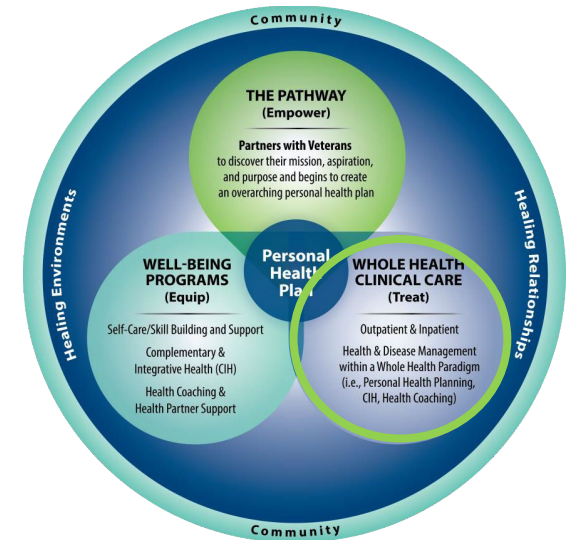 Community
THE PATHWAY
(Empower)
Partners with Veterans
to discover their mission, aspiration,
and purpose and begins to create
an overarching personal health plan
Healing Environments
Healing Relationships
Personal
Health
Plan
WELL-BEING
PROGRAMS
(Equip)
Self-Care/Skill Building and Support
Complementary &
Integrative Health (CIH)
Health Coaching &
Health Partner Support
WHOLE HEALTH
CLINICAL CARE
(Treat)
Outpatient & Inpatient
Health & Disease Management
within a Whole Health Paradigm
(i.e., Personal Health Planning,
CIH, Health Coaching)
Community